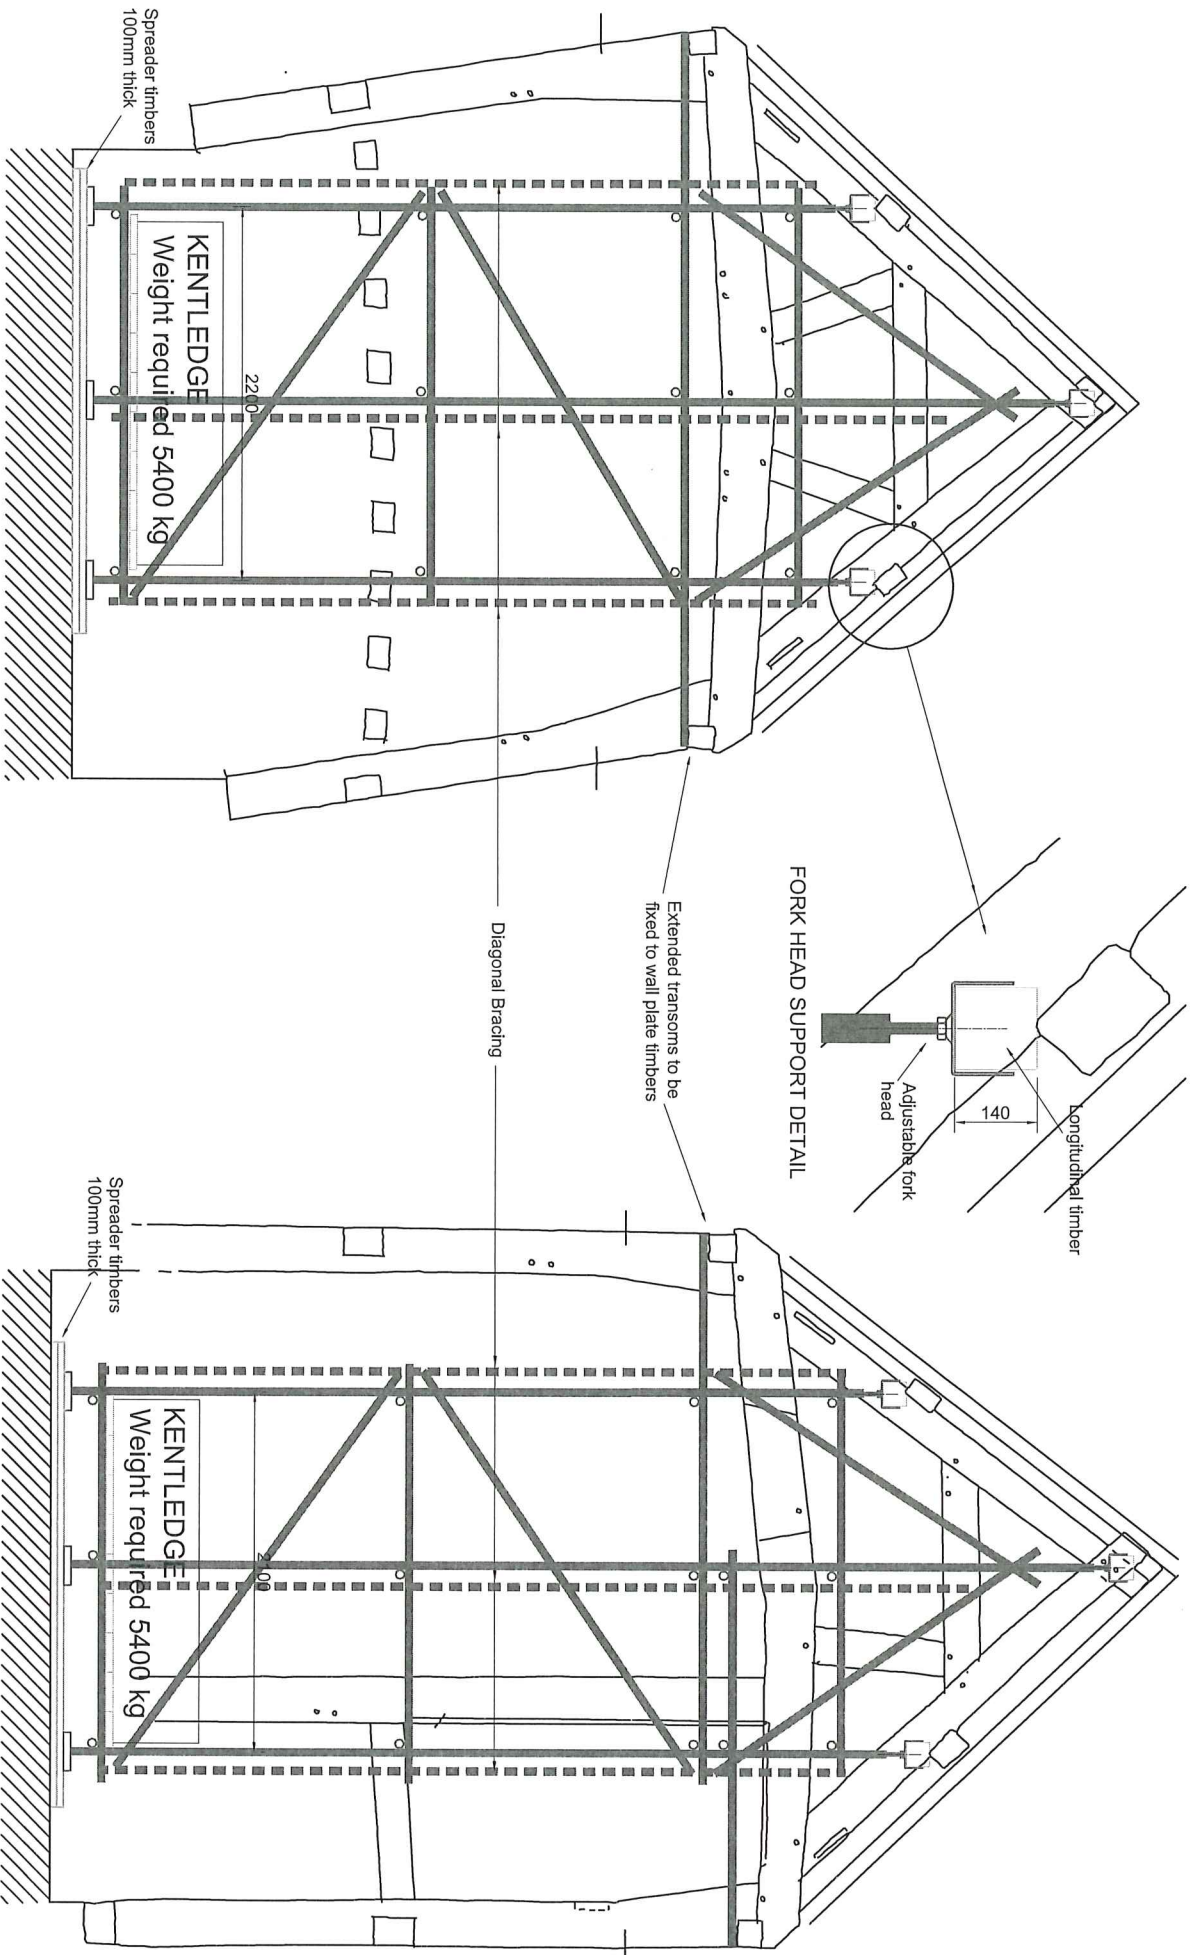 Spreader timbers
100mm thick
KENTLEDGE
Weight required 5400 kg
2200
Diagonal Bracing
Extended transoms to be
fixed to wall plate timbers
FORK HEAD SUPPORT DETAIL
Adjustable fork
head
140
Longitudinal timber
Spreader timbers
100mm thick
KENTLEDGE
Weight required 5400 kg
2100